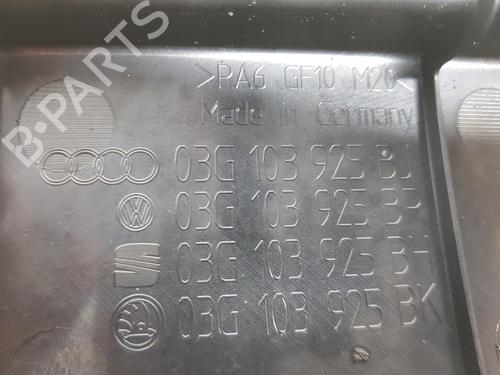 >PA6 GF10 M20<
Made in Germany
03G 103 925 BJ
03G 103 925 BP
03G 103 925 BH
03G 103 925 BK
B-PARTS